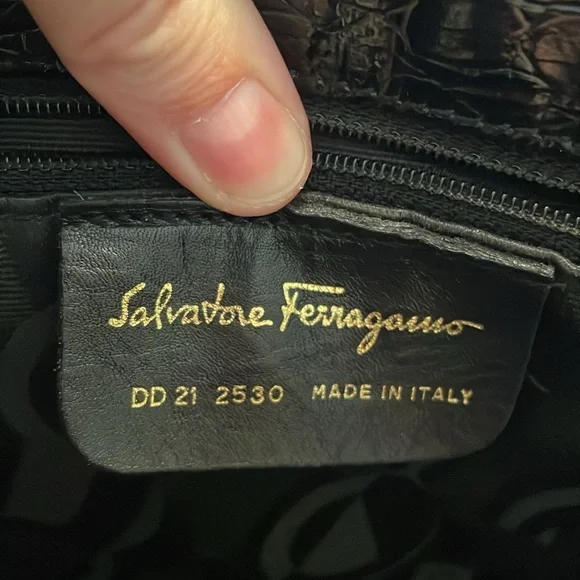 Salvatore Ferragamo
DD 21 2530 MADE IN ITALY